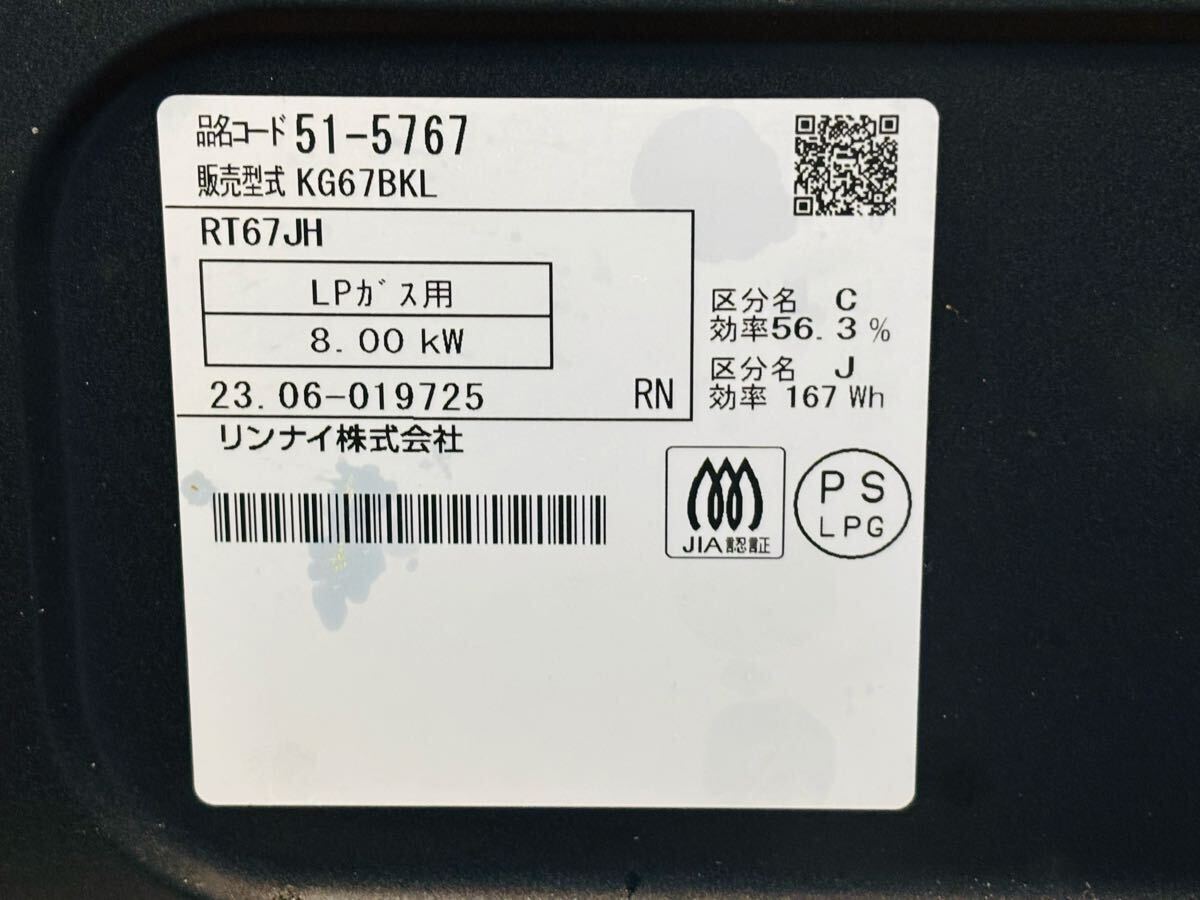 品名コード 51-5767
販売型式 KG67BKL
RT67JH
LPガス用
8.00 kW
23.06-019725 RN
リンナイ株式会社
区分名 C
効率56.3%
区分名 J
効率 167 Wh
JIA認証
PS
LPG